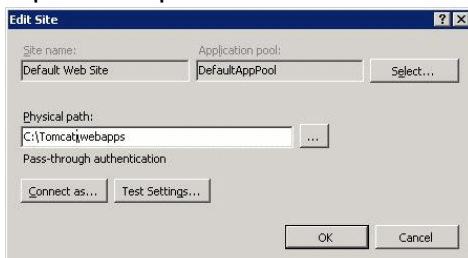 Edit Site
Site name: Application pool:
Default Web Site DefaultAppPool Select...
Physical path:
C:\Tomcat\webapps ...
Pass-through authentication
Connect as... Test Settings...
OK Cancel